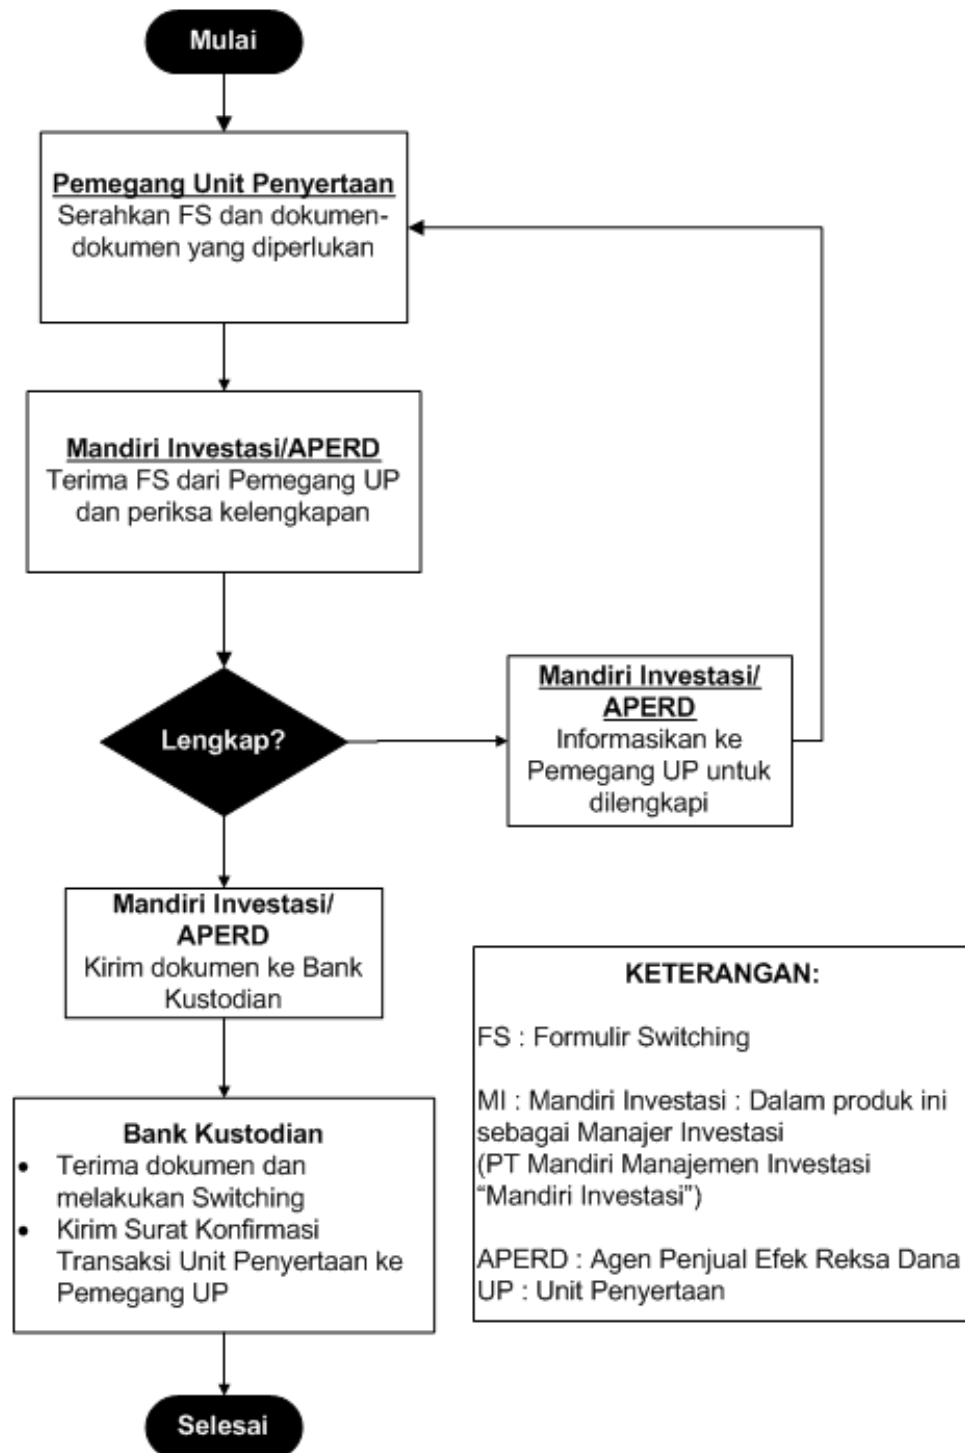 Mulai
Pemegang Unit Penyertaan
Serahkan FS dan dokumen-
dokumen yang diperlukan
Mandiri Investasi/APERD
Terima FS dari Pemegang UP
dan periksa kelengkapan
Lengkap?
Mandiri Investasi/
APERD
Informasikan ke
Pemegang UP untuk
dilengkapi
Mandiri Investasi/
APERD
Kirim dokumen ke Bank
Kustodian
Bank Kustodian
• Terima dokumen dan
melakukan Switching
• Kirim Surat Konfirmasi
Transaksi Unit Penyertaan ke
Pemegang UP
Selesai
KETERANGAN:
FS : Formulir Switching
MI : Mandiri Investasi : Dalam produk ini
sebagai Manajer Investasi
(PT Mandiri Manajemen Investasi
“Mandiri Investasi”)
APERD : Agen Penjual Efek Reksa Dana
UP : Unit Penyertaan